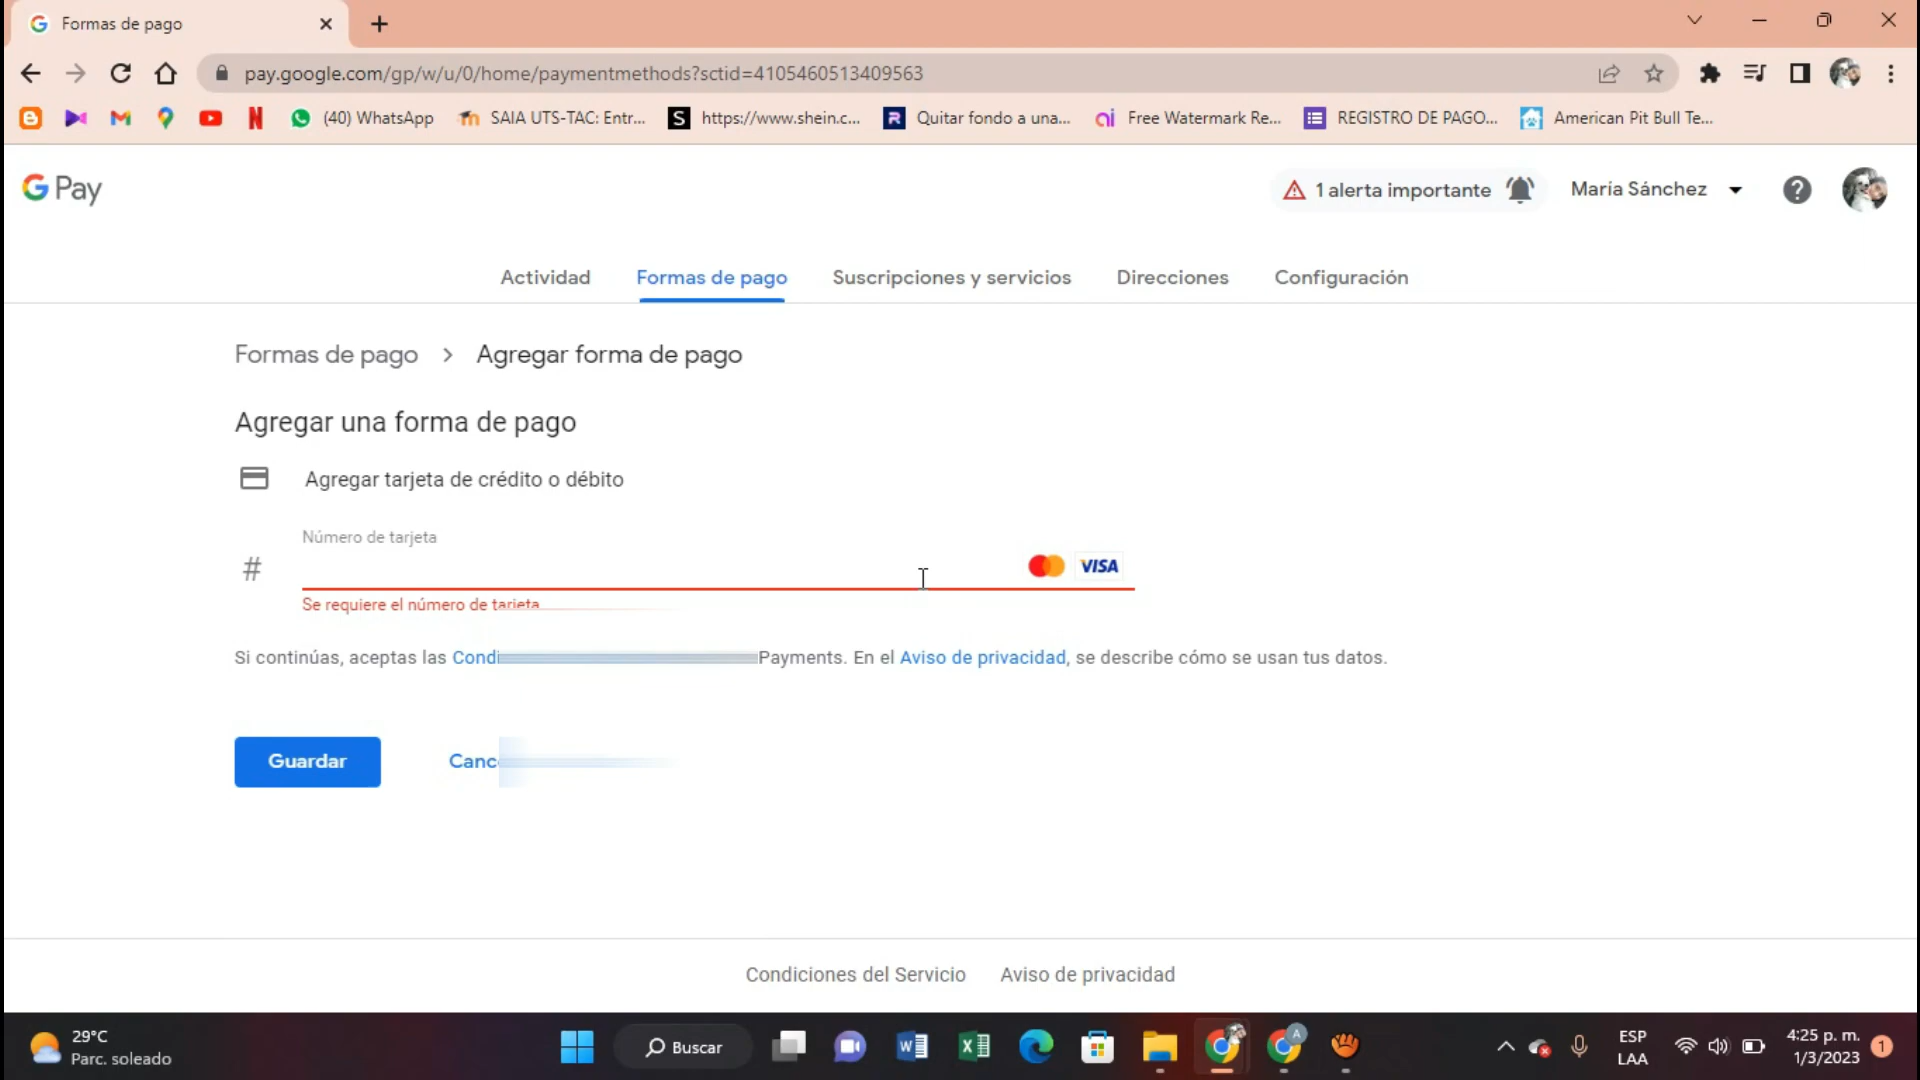 Formas de pago
pay.google.com/gp/w/u/0/home/paymentmethods?sctid=4105460513409563
(40) WhatsApp
SAIA UTS-TAC: Entr...
https://www.shein.c...
Quitar fondo a una...
Free Watermark Re...
REGISTRO DE PAGO...
American Pit Bull Te...
G Pay
1 alerta importante
María Sánchez
Actividad
Formas de pago
Suscripciones y servicios
Direcciones
Configuración
Formas de pago > Agregar forma de pago
Agregar una forma de pago
Agregar tarjeta de crédito o débito
Número de tarjeta
#
VISA
Se requiere el número de tarjeta
Si continúas, aceptas las Payments. En el Aviso de privacidad, se describe cómo se usan tus datos.
Guardar
Condiciones del Servicio
Aviso de privacidad
29°C
Parc. soleado
Buscar
ESP
LAA
4:25 p. m.
1/3/2023
1